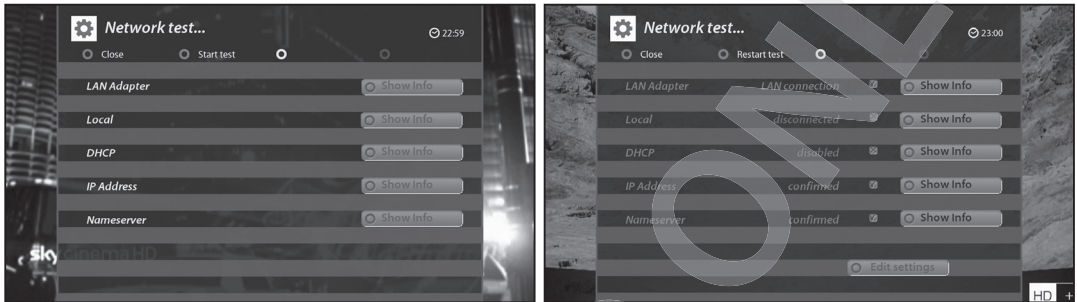 Network test...
22:59
Close Start test
LAN Adapter Show Info
Local Show Info
DHCP Show Info
IP Address Show Info
Nameserver Show Info
sky cinema HD
Network test...
23:00
Close Restart test
LAN Adapter LAN connection Show Info
Local disconnected Show Info
DHCP disabled Show Info
IP Address confirmed Show Info
Nameserver confirmed Show Info
Edit settings
HD +
ONL